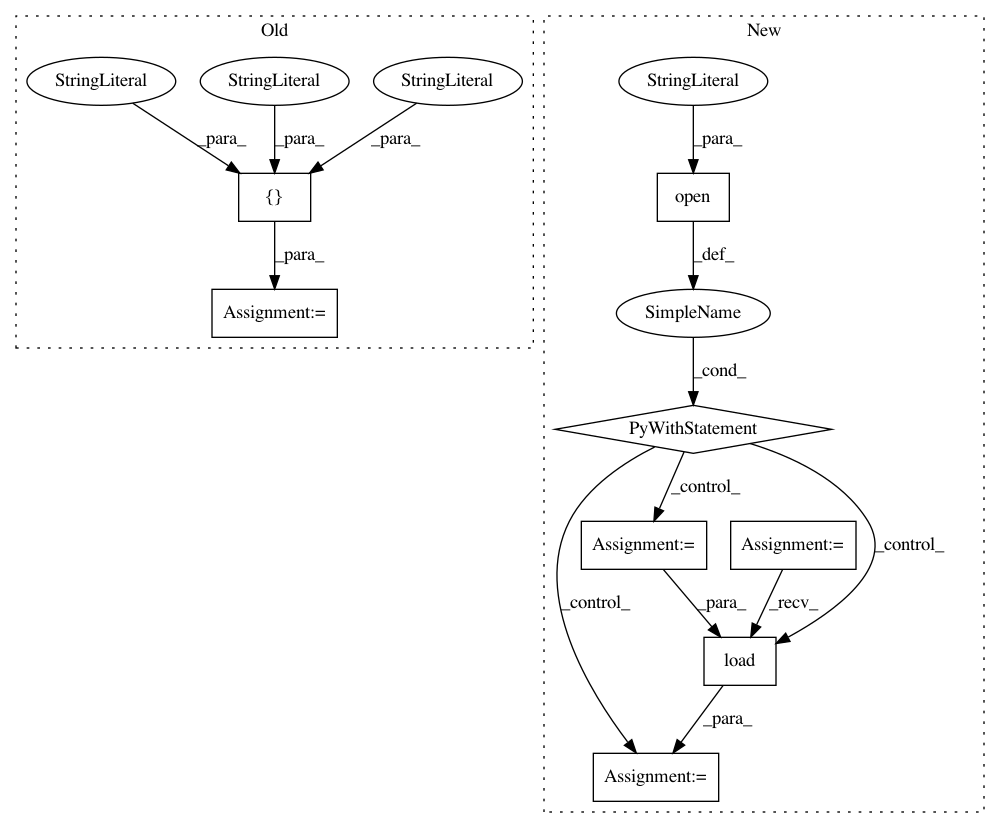 Old
New
StringLiteral
StringLiteral
StringLiteral
StringLiteral
_para_
_para_
_para_
_para_
{}
open
_para_
_def_
Assignment:=
SimpleName
_cond_
PyWithStatement
_control_
Assignment:=
Assignment:=
_control_
_control_
_para_
_recv_
load
_para_
Assignment:=